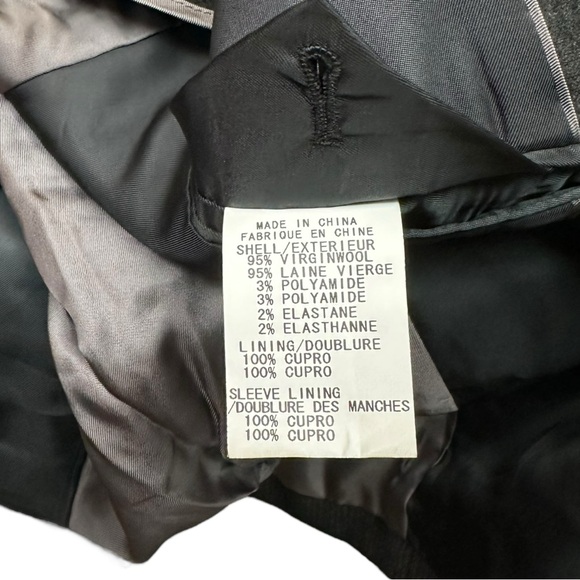 MADE IN CHINA
FABRIQUE EN CHINE
SHELL/EXTERIEUR
95% VIRGINWOOL
95% LAINE VIERGE
3% POLYAMIDE
3% POLYAMIDE
2% ELASTANE
2% ELASTHANNE
LINING/DOUBLURE
100% CUPRO
100% CUPRO
SLEEVE LINING
/DOUBLURE DES MANCHES
100% CUPRO
100% CUPRO